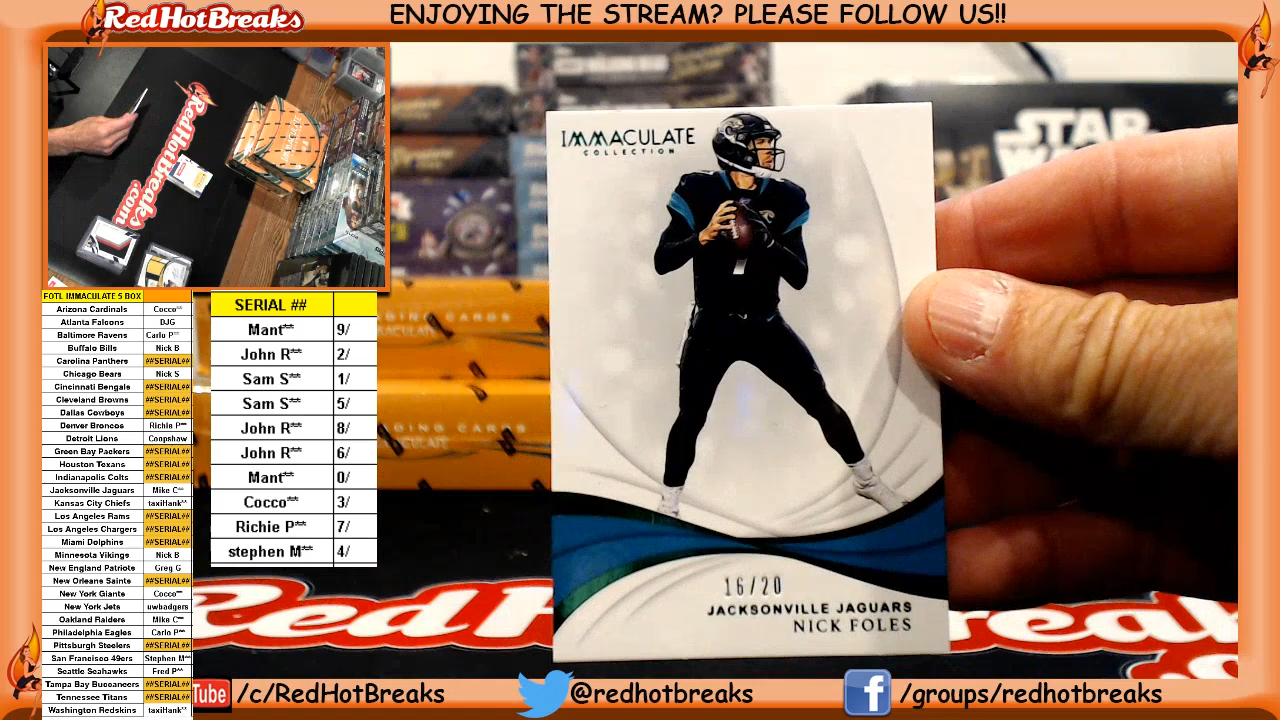 RedHotBreaks
ENJOYING THE STREAM? PLEASE FOLLOW US!!
RedHotBreaks
.com
FOTL IMMACULATE 5 BOX
Arizona Cardinals Cocco**
Atlanta Falcons DJG
Baltimore Ravens Carlo P**
Buffalo Bills Nick B
Carolina Panthers ##SERIAL##
Chicago Bears Nick S
Cincinnati Bengals ##SERIAL##
Cleveland Browns ##SERIAL##
Dallas Cowboys ##SERIAL##
Denver Broncos Richie P**
Detroit Lions Coopshaw
Green Bay Packers ##SERIAL##
Houston Texans ##SERIAL##
Indianapolis Colts ##SERIAL##
Jacksonville Jaguars Mike C**
Kansas City Chiefs taxiHank**
Los Angeles Rams ##SERIAL##
Los Angeles Chargers ##SERIAL##
Miami Dolphins ##SERIAL##
Minnesota Vikings Nick B
New England Patriots Greg G
New Orleans Saints ##SERIAL##
New York Giants Cocco**
New York Jets uwbadgers
Oakland Raiders Mike C**
Philadelphia Eagles Carlo P**
Pittsburgh Steelers ##SERIAL##
San Francisco 49ers Stephen M**
Seattle Seahawks Fred P**
Tampa Bay Buccaneers ##SERIAL##
Tennessee Titans ##SERIAL##
Washington Redskins taxiHank**
SERIAL ##
Mant** 9/
John R** 2/
Sam S** 1/
Sam S** 5/
John R** 8/
John R** 6/
Mant** 0/
Cocco** 3/
Richie P** 7/
stephen M** 4/
STAR
IMMACULATE
COLLECTION
16/20
JACKSONVILLE JAGUARS
NICK FOLES
Tube /c/RedHotBreaks
@redhotbreaks
/groups/redhotbreaks